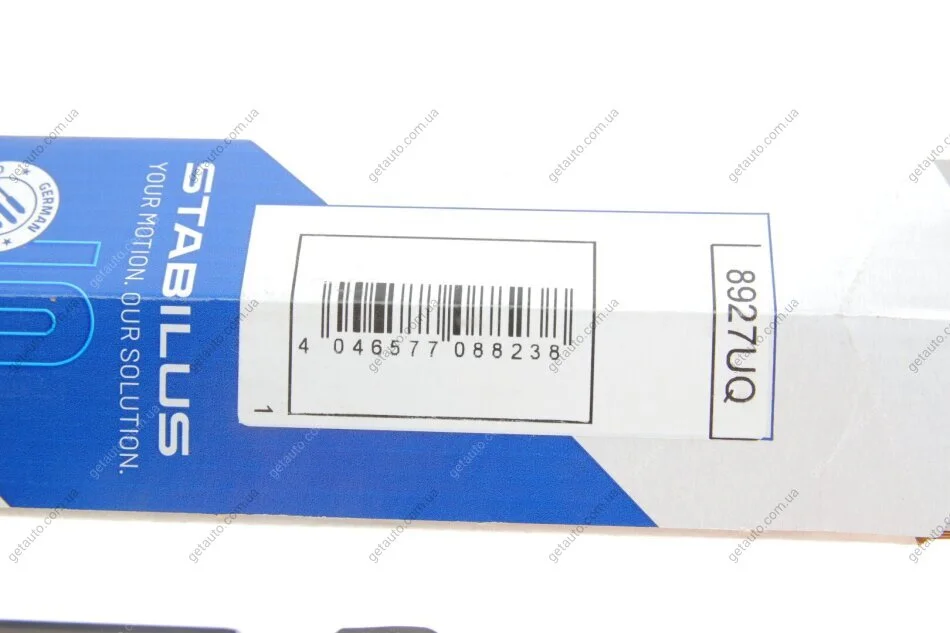 GERMAN
STABILUS
YOUR MOTION. OUR SOLUTION.
4 046577 088238
1
8927UQ
getauto.com.ua